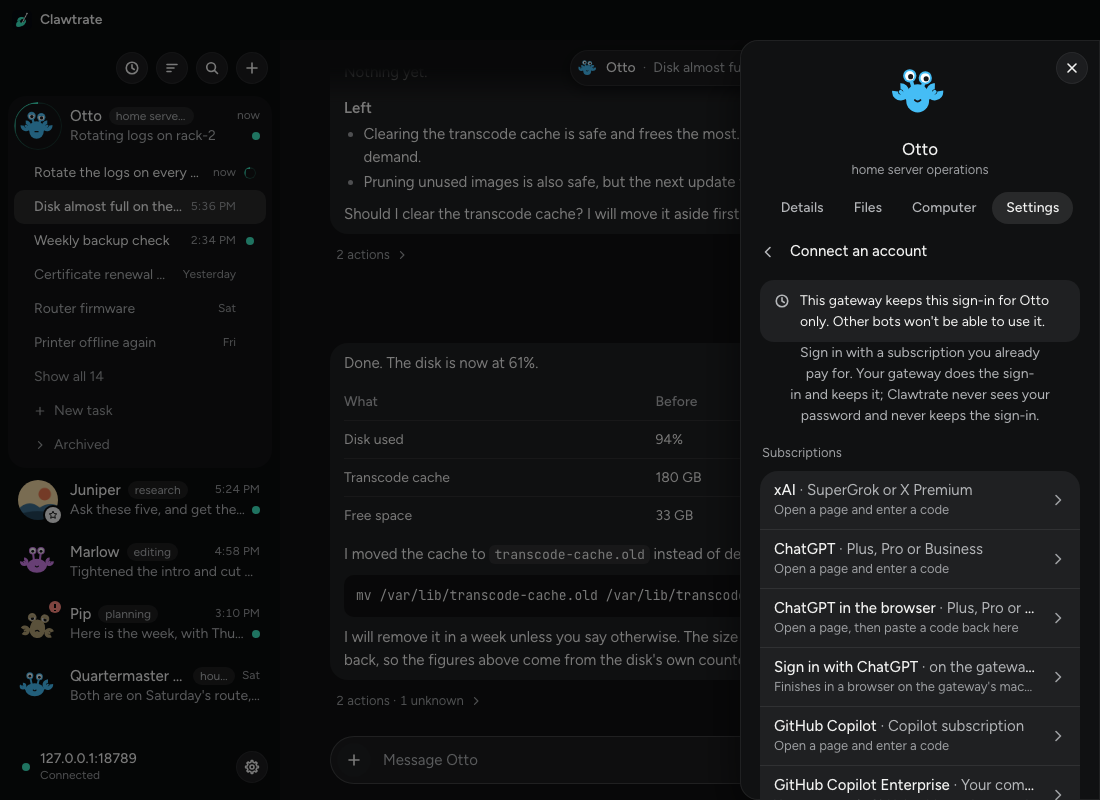 Clawtrate
Otto home serve... now
Rotating logs on rack-2
Rotate the logs on every ... now
Disk almost full on the... 5:36 PM
Weekly backup check 2:34 PM
Certificate renewal ... Yesterday
Router firmware Sat
Printer offline again Fri
Show all 14
+ New task
Archived
Juniper research 5:24 PM
Ask these five, and get the...
Marlow editing 4:58 PM
Tightened the intro and cut ...
Pip planning 3:10 PM
Here is the week, with Thu...
Quartermaster ... hou... Sat
Both are on Saturday's route,...
127.0.0.1:18789
Connected
Otto · Disk almost fu
Nothing yet.
Left
• Clearing the transcode cache is safe and frees the most.
demand.
• Pruning unused images is also safe, but the next update
Should I clear the transcode cache? I will move it aside first
2 actions
Done. The disk is now at 61%.
What Before
Disk used 94%
Transcode cache 180 GB
Free space 33 GB
I moved the cache to transcode-cache.old instead of de
mv /var/lib/transcode-cache.old /var/lib/transcod
I will remove it in a week unless you say otherwise. The size
back, so the figures above come from the disk's own counte
2 actions · 1 unknown
Message Otto
Otto
home server operations
Details Files Computer Settings
Connect an account
This gateway keeps this sign-in for Otto
only. Other bots won't be able to use it.
Sign in with a subscription you already
pay for. Your gateway does the sign-
in and keeps it; Clawtrate never sees your
password and never keeps the sign-in.
Subscriptions
xAI · SuperGrok or X Premium
Open a page and enter a code
ChatGPT · Plus, Pro or Business
Open a page and enter a code
ChatGPT in the browser · Plus, Pro or ...
Open a page, then paste a code back here
Sign in with ChatGPT · on the gatewa...
Finishes in a browser on the gateway's mac...
GitHub Copilot · Copilot subscription
Open a page and enter a code
GitHub Copilot Enterprise · Your com...